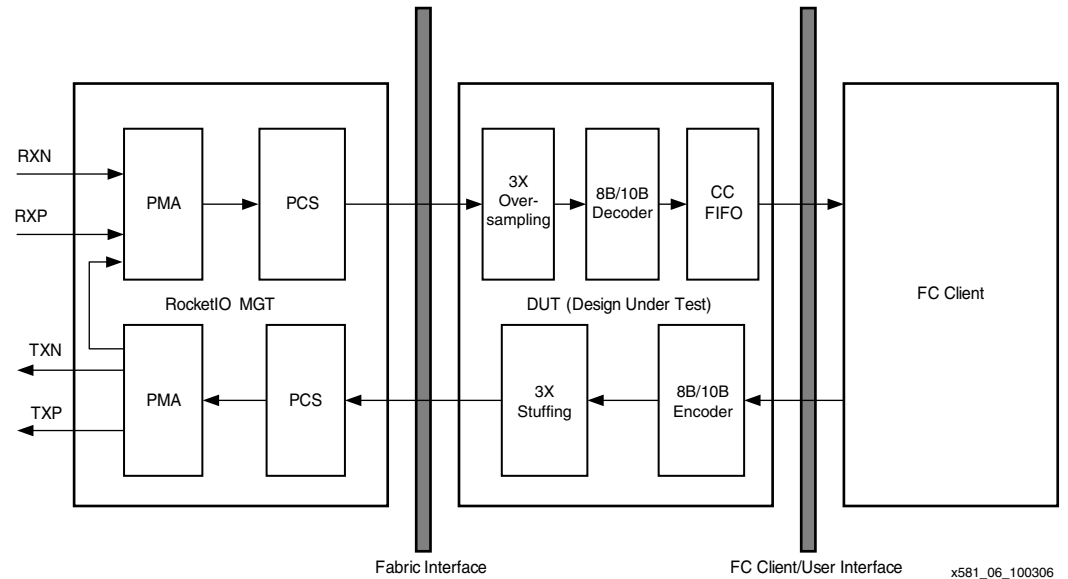 RXN
RXP
PMA
PCS
3X
Over-
sampling
8B/10B
Decoder
CC
FIFO
RocketIO MGT
DUT (Design Under Test)
FC Client
TXN
TXP
PMA
PCS
3X
Stuffing
8B/10B
Encoder
Fabric Interface
FC Client/User Interface
x581_06_100306